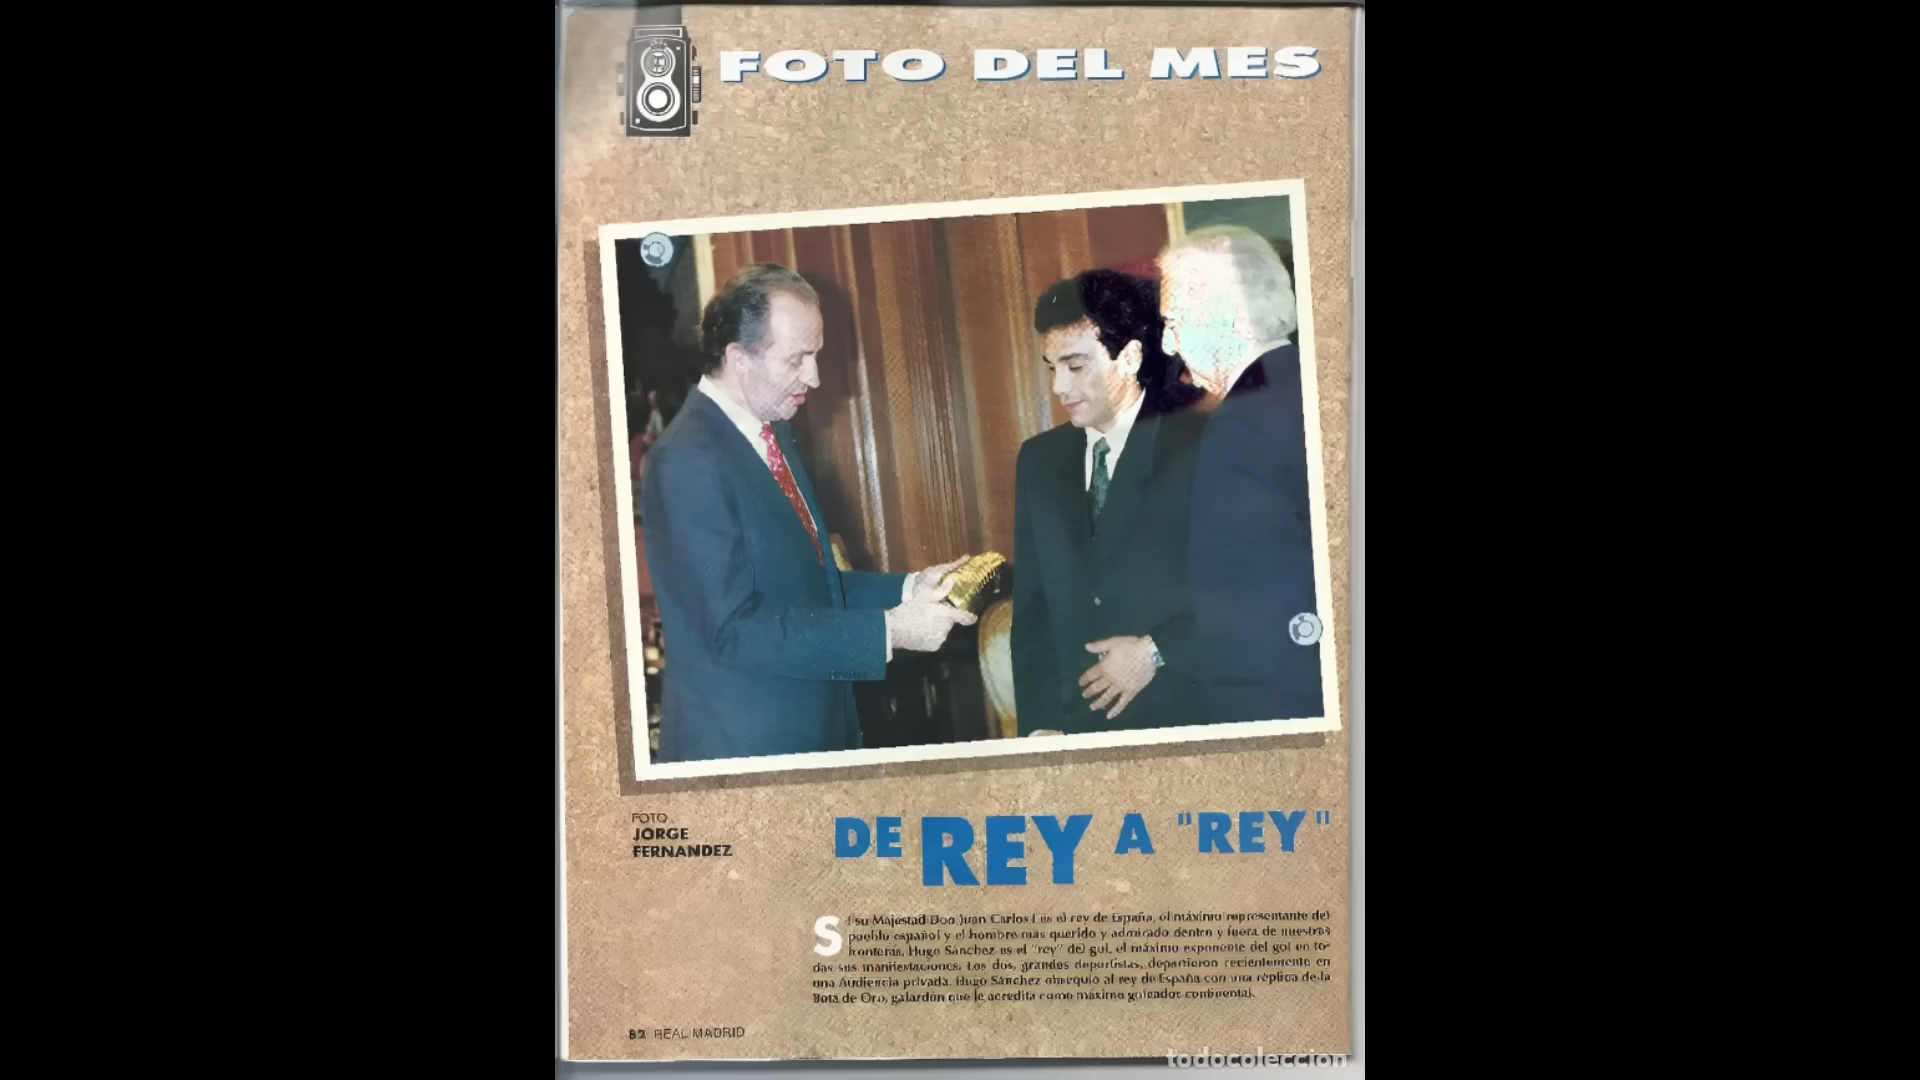 FOTO DEL MES
FOTO
JORGE
FERNANDEZ
DE REY A "REY"
Si su Majestad Don Juan Carlos I es el rey de España, el máximo representante del
pueblo español y el hombre más querido y admirado dentro y fuera de nuestras
fronteras, Hugo Sánchez es el "rey" del gol, el máximo exponente del gol en to-
das sus manifestaciones. Los dos, grandes deportistas, departieron recientemente en
una Audiencia privada. Hugo Sánchez obsequió al rey de España con una réplica de la
Bota de Oro, galardón que le acredita como máximo goleador continental.
82 REAL MADRID
todocoleccion